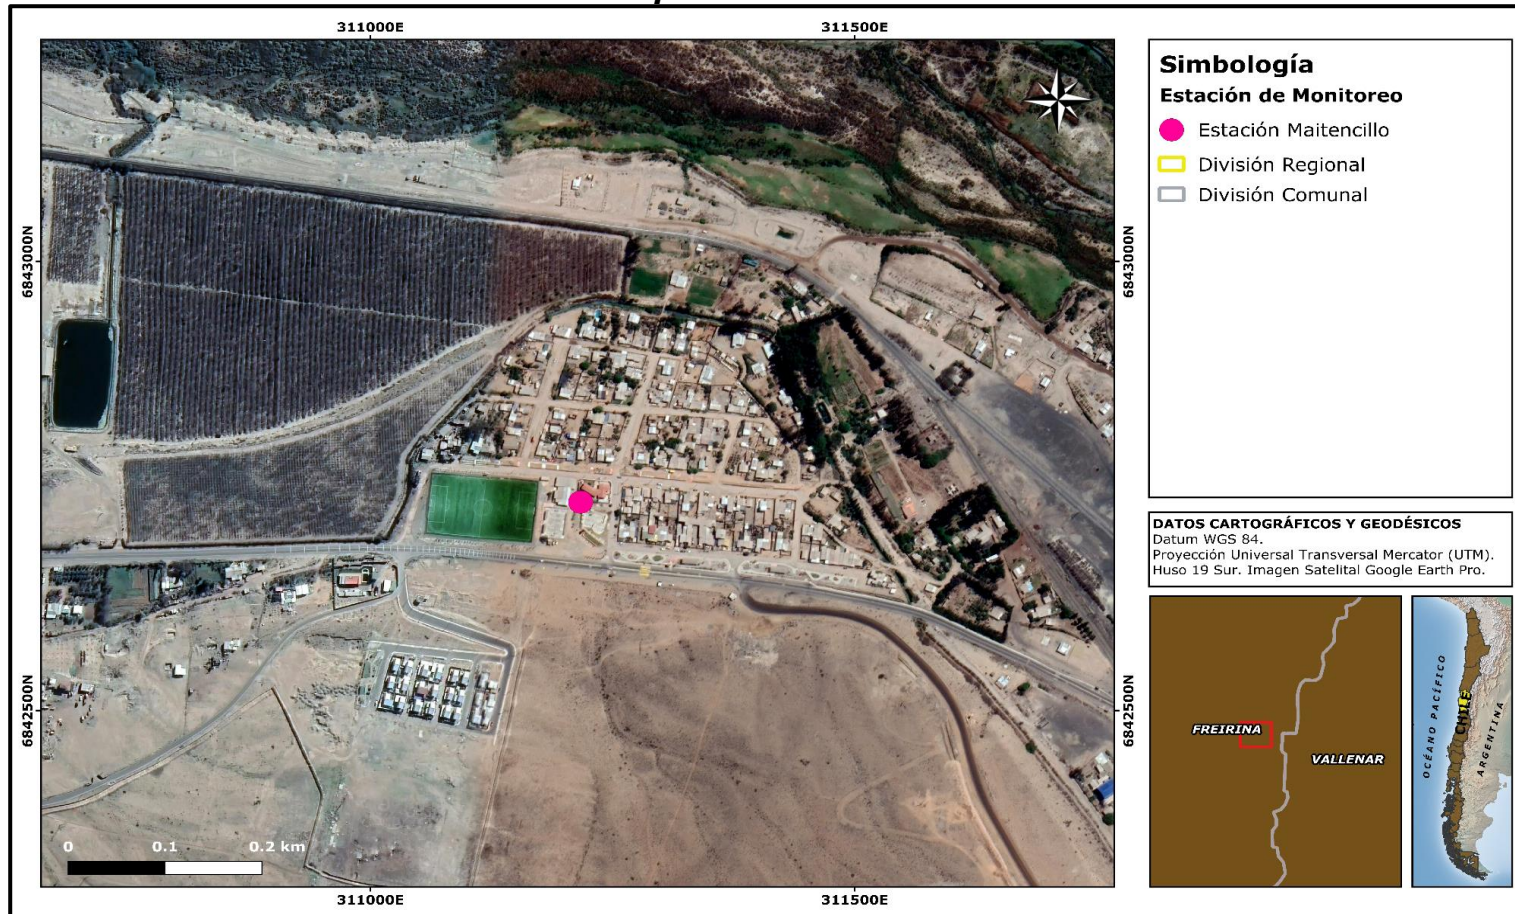 311000E
311500E
6843000N
6843000N
6842500N
6842500N
0 0.1 0.2 km
311000E
311500E
Simbología
Estación de Monitoreo
Estación Maitencillo
División Regional
División Comunal
DATOS CARTOGRÁFICOS Y GEODÉSICOS
Datum WGS 84.
Proyección Universal Transversal Mercator (UTM).
Huso 19 Sur. Imagen Satelital Google Earth Pro.
FREIRINA
VALLENAR
OCÉANO PACÍFICO
CHILE
ARGENTINA